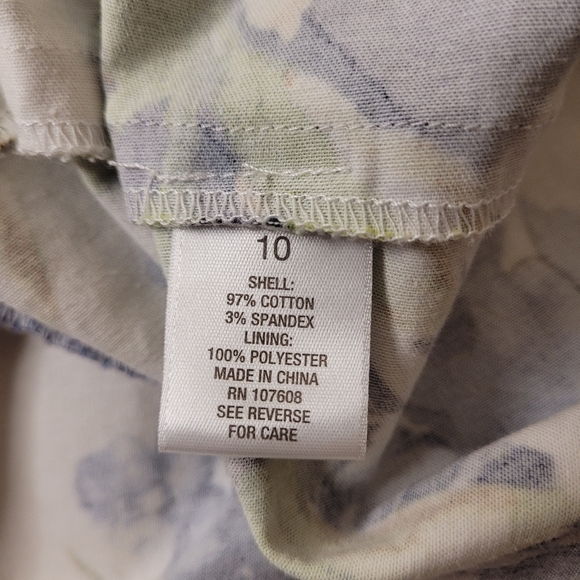 10
SHELL:
97% COTTON
3% SPANDEX
LINING:
100% POLYESTER
MADE IN CHINA
RN 107608
SEE REVERSE
FOR CARE